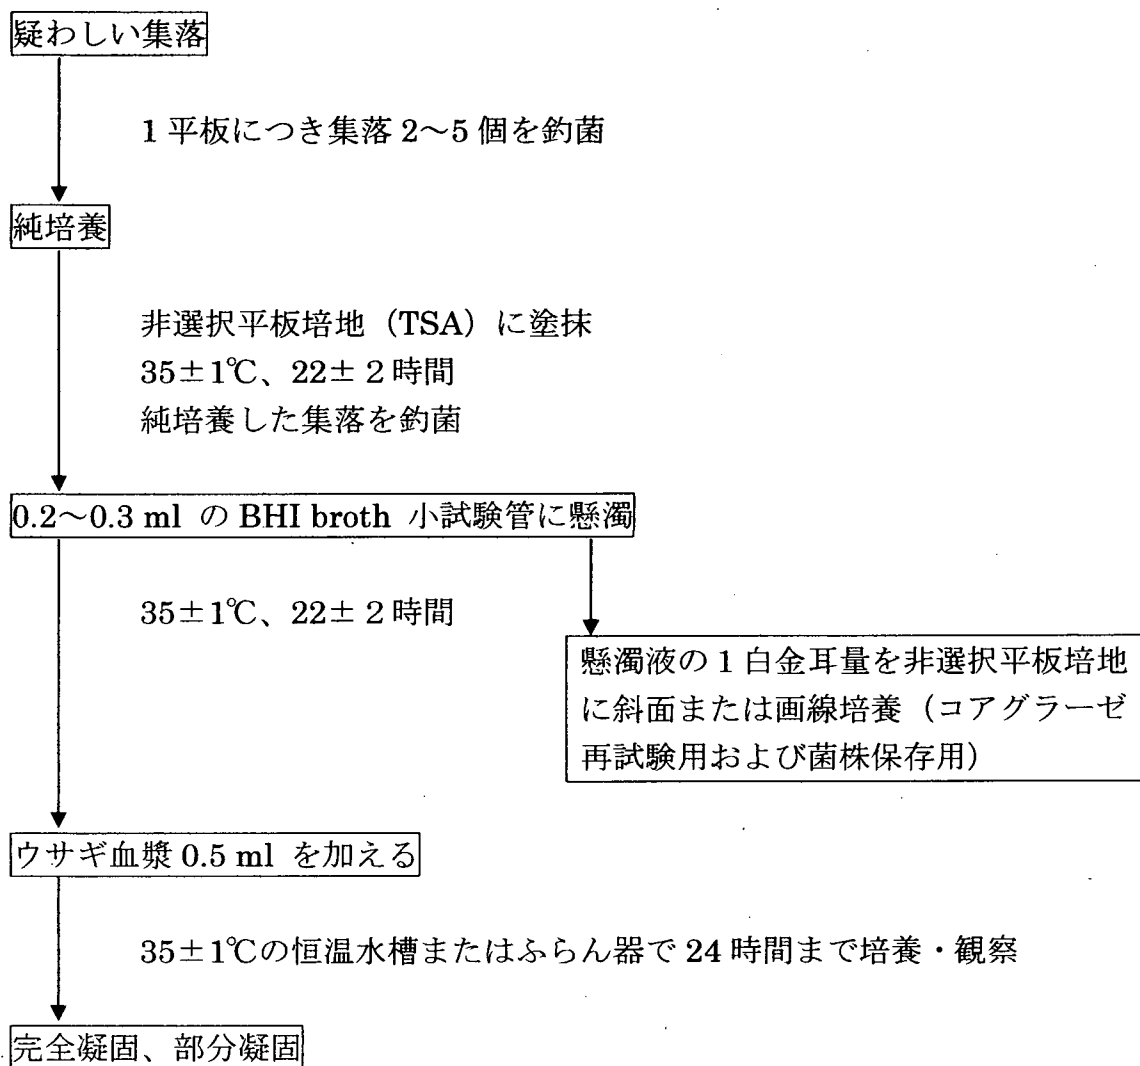 疑わしい集落
1 平板につき集落 2～5 個を釣菌
純培養
非選択平板培地（TSA）に塗抹
35±1℃、22± 2 時間
純培養した集落を釣菌
0.2～0.3 ml の BHI broth 小試験管に懸濁
35±1℃、22± 2 時間
懸濁液の 1 白金耳量を非選択平板培地
に斜面または画線培養（コアグラーゼ
再試験用および菌株保存用）
ウサギ血漿 0.5 ml を加える
35±1℃の恒温水槽またはふらん器で 24 時間まで培養・観察
完全凝固、部分凝固